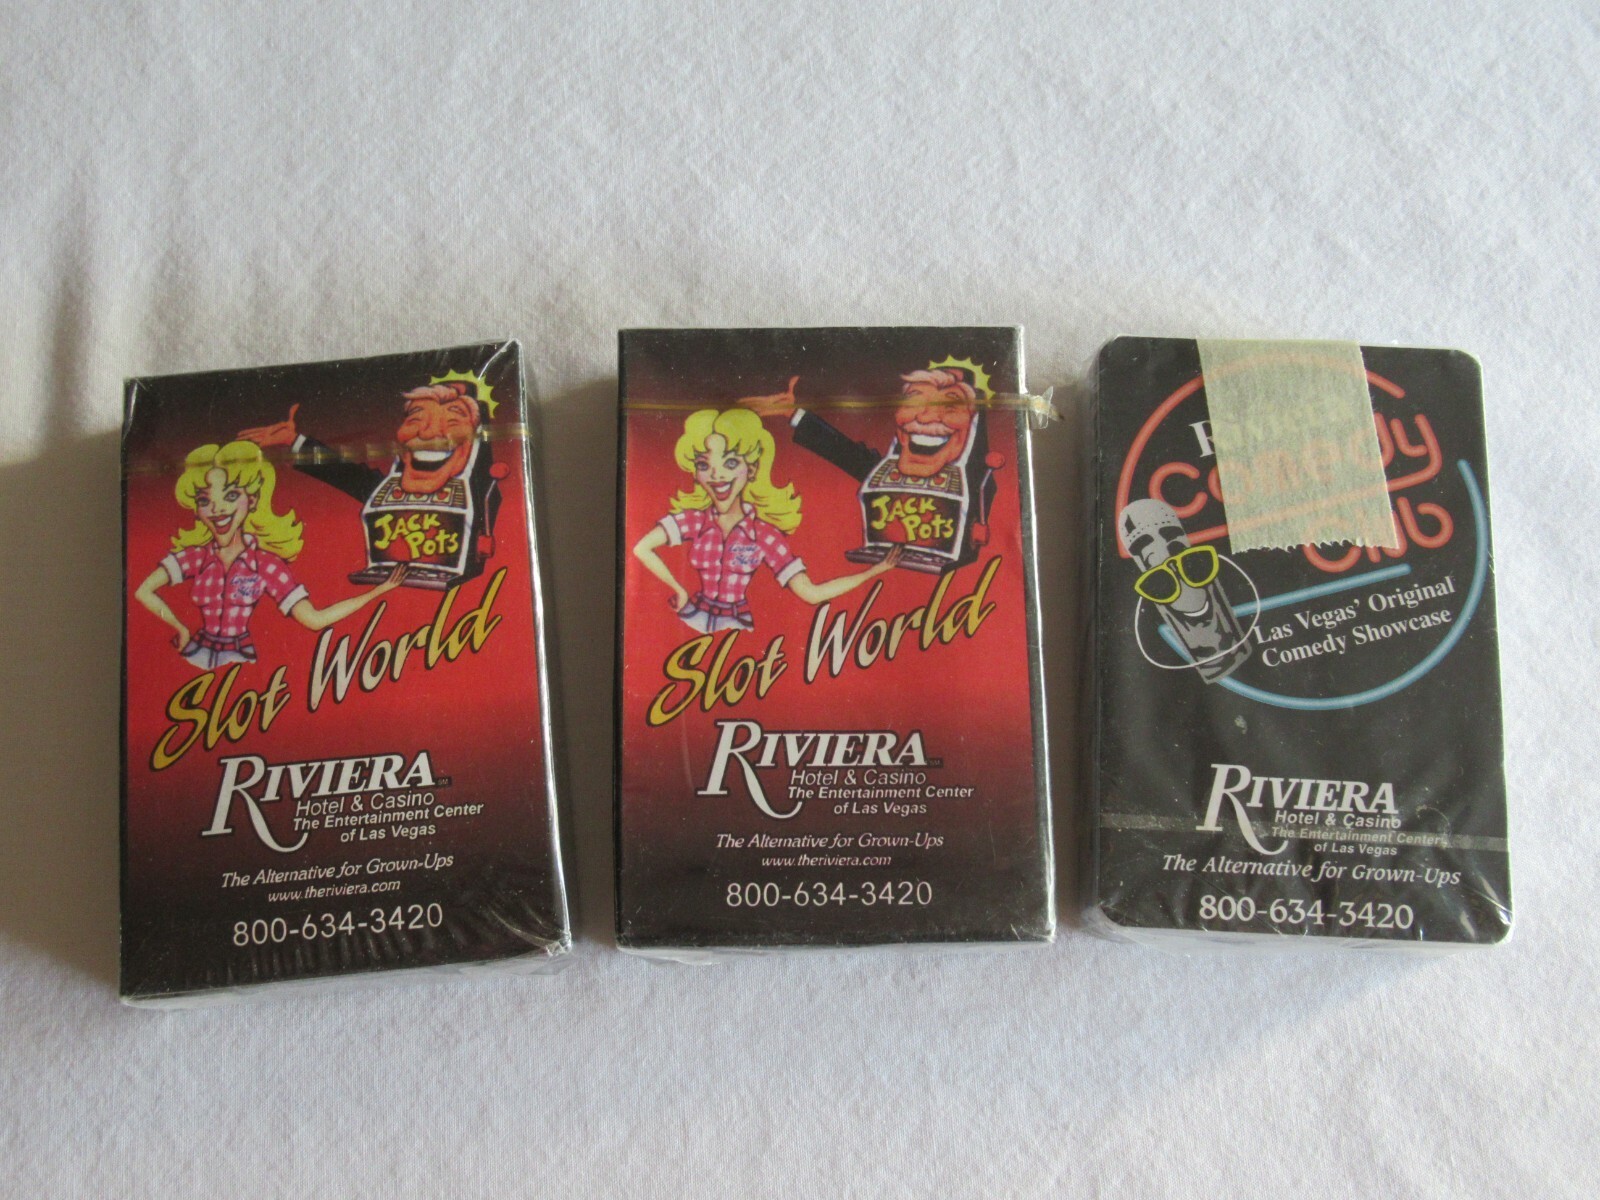 JACK
POTS
Slot World
RIVIERA
Hotel & Casino
The Entertainment Center
of Las Vegas
The Alternative for Grown-Ups
www.theriviera.com
800-634-3420
JACK
POTS
Slot World
RIVIERA
Hotel & Casino
The Entertainment Center
of Las Vegas
The Alternative for Grown-Ups
www.theriviera.com
800-634-3420
Comedy
Club
Las Vegas' Original
Comedy Showcase
RIVIERA
Hotel & Casino
The Entertainment Center
of Las Vegas
The Alternative for Grown-Ups
800-634-3420